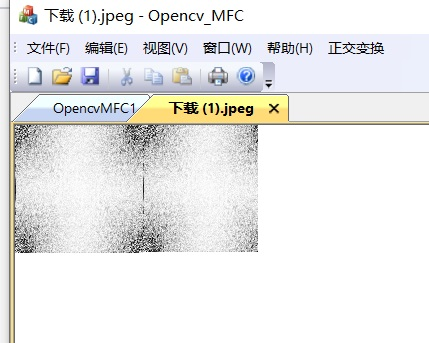 下载 (1).jpeg - Opencv_MFC
文件(F) 编辑(E) 视图(V) 窗口(W) 帮助(H) 正交变换
OpencvMFC1 下载 (1).jpeg